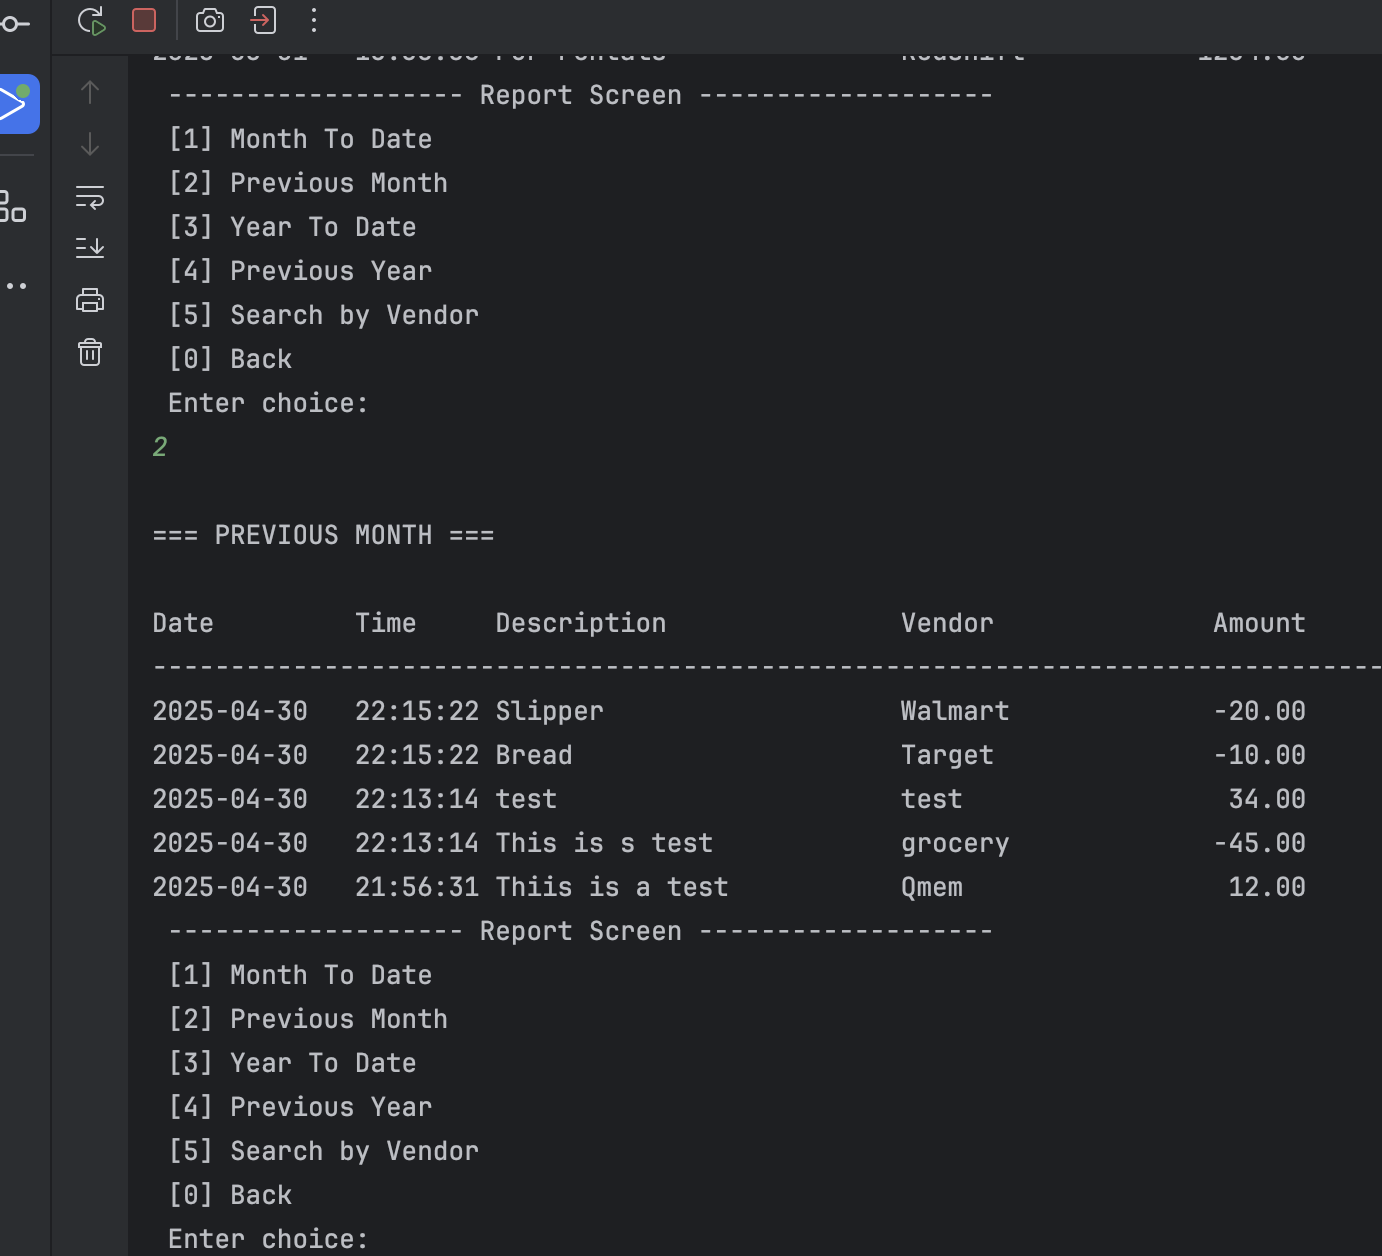 ------------------- Report Screen -------------------
[1] Month To Date
[2] Previous Month
[3] Year To Date
[4] Previous Year
[5] Search by Vendor
[0] Back
Enter choice:
2
=== PREVIOUS MONTH ===
Date Time Description Vendor Amount
-------------------------------------------------------------------------------
2025-04-30 22:15:22 Slipper Walmart -20.00
2025-04-30 22:15:22 Bread Target -10.00
2025-04-30 22:13:14 test test 34.00
2025-04-30 22:13:14 This is s test grocery -45.00
2025-04-30 21:56:31 Thiis is a test Qmem 12.00
------------------- Report Screen -------------------
[1] Month To Date
[2] Previous Month
[3] Year To Date
[4] Previous Year
[5] Search by Vendor
[0] Back
Enter choice: